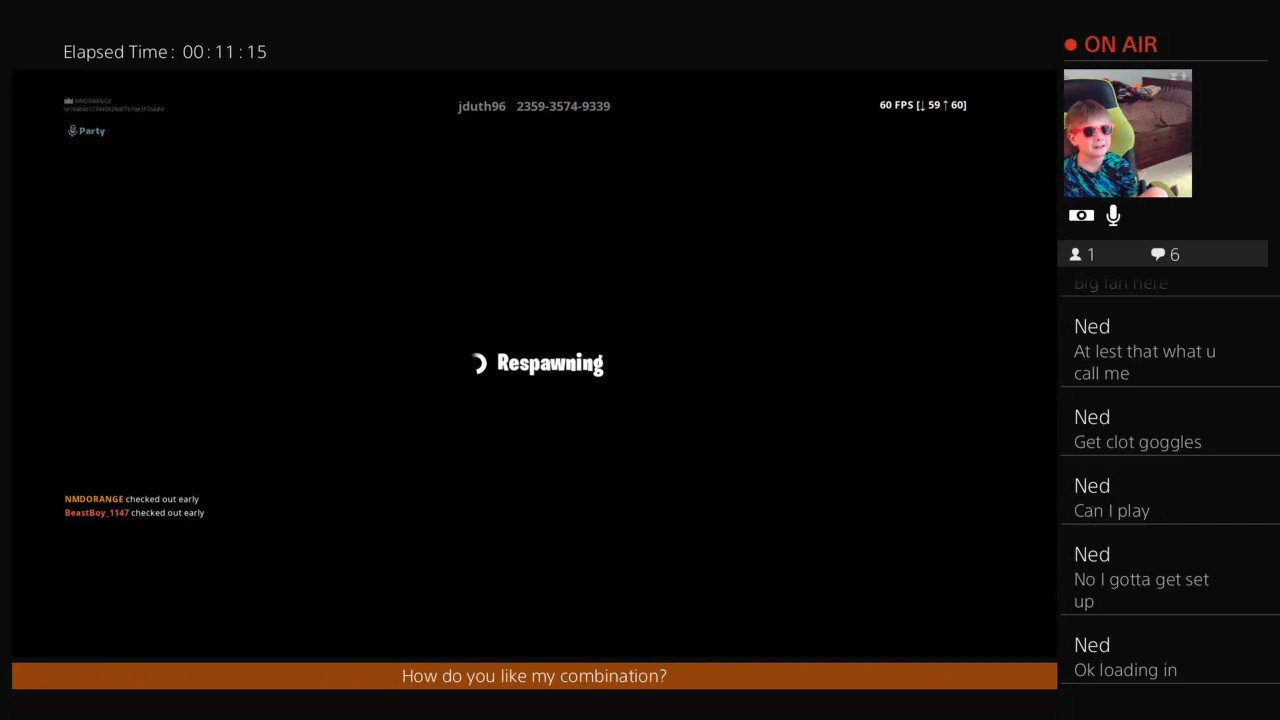 Elapsed Time: 00:11:15
ON AIR
NMDORANGE
Party
jduth96 2359-3574-9339
60 FPS [↓ 59 ↑ 60]
1 6
Big fan here
Ned
At lest that what u
call me
Ned
Get clot goggles
Ned
Can I play
Ned
No I gotta get set
up
Ned
Ok loading in
Respawning
NMDORANGE checked out early
BeastBoy_1147 checked out early
How do you like my combination?